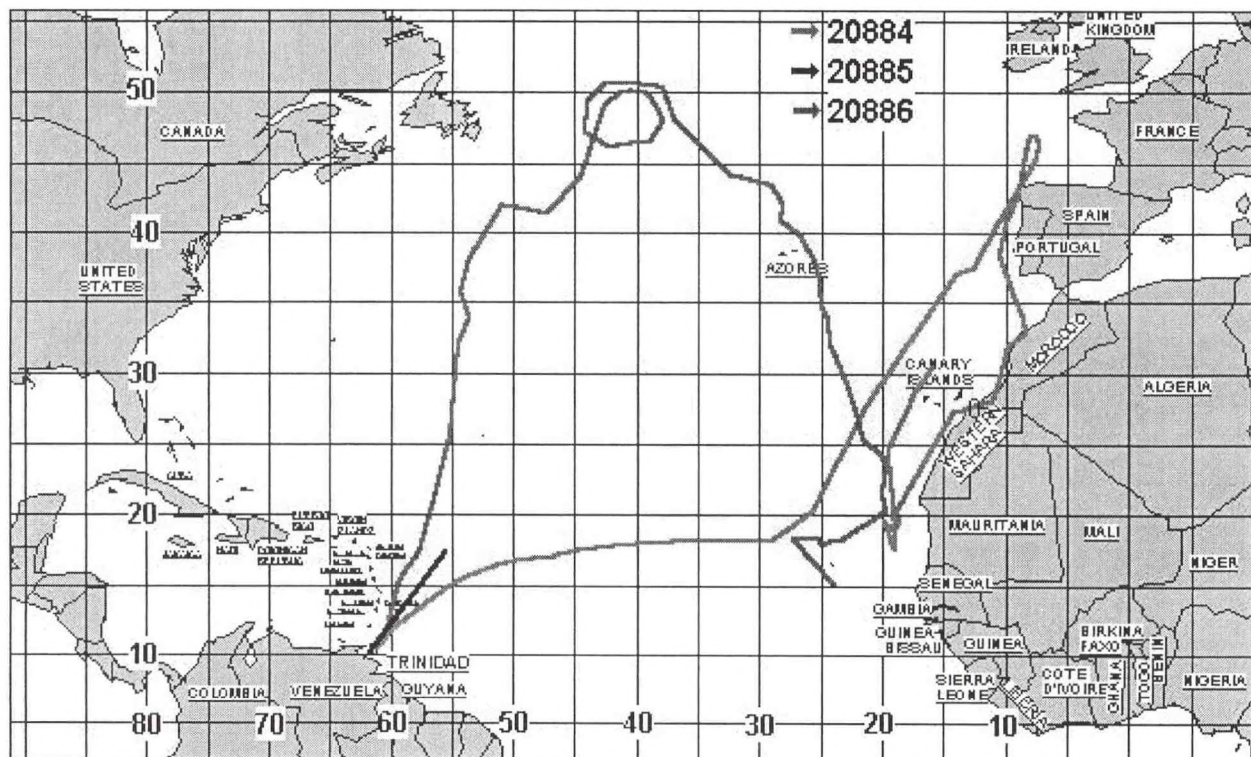 20884
20885
20886
UNITED
KINGDOM
IRELAND
50
CANADA
FRANCE
SPAIN
40
PORTUGAL
AZORES
UNITED
STATES
MOROCCO
30
CANARY
ISLANDS
ALGERIA
WESTERN
SAHARA
CUBA
20
MAURITANIA
MALI
NIGER
SENEGAL
GAMBIA
GUINEA-
BISSAU
GUINEA
BIRKINA
FAXO
BENIN
TOGO
GHANA
10
TRINIDAD
COLOMBIA
VENEZUELA
GUYANA
SIERRA
LEONE
COTE
D'IVOIRE
NIGERIA
80
70
60
50
40
30
20
10